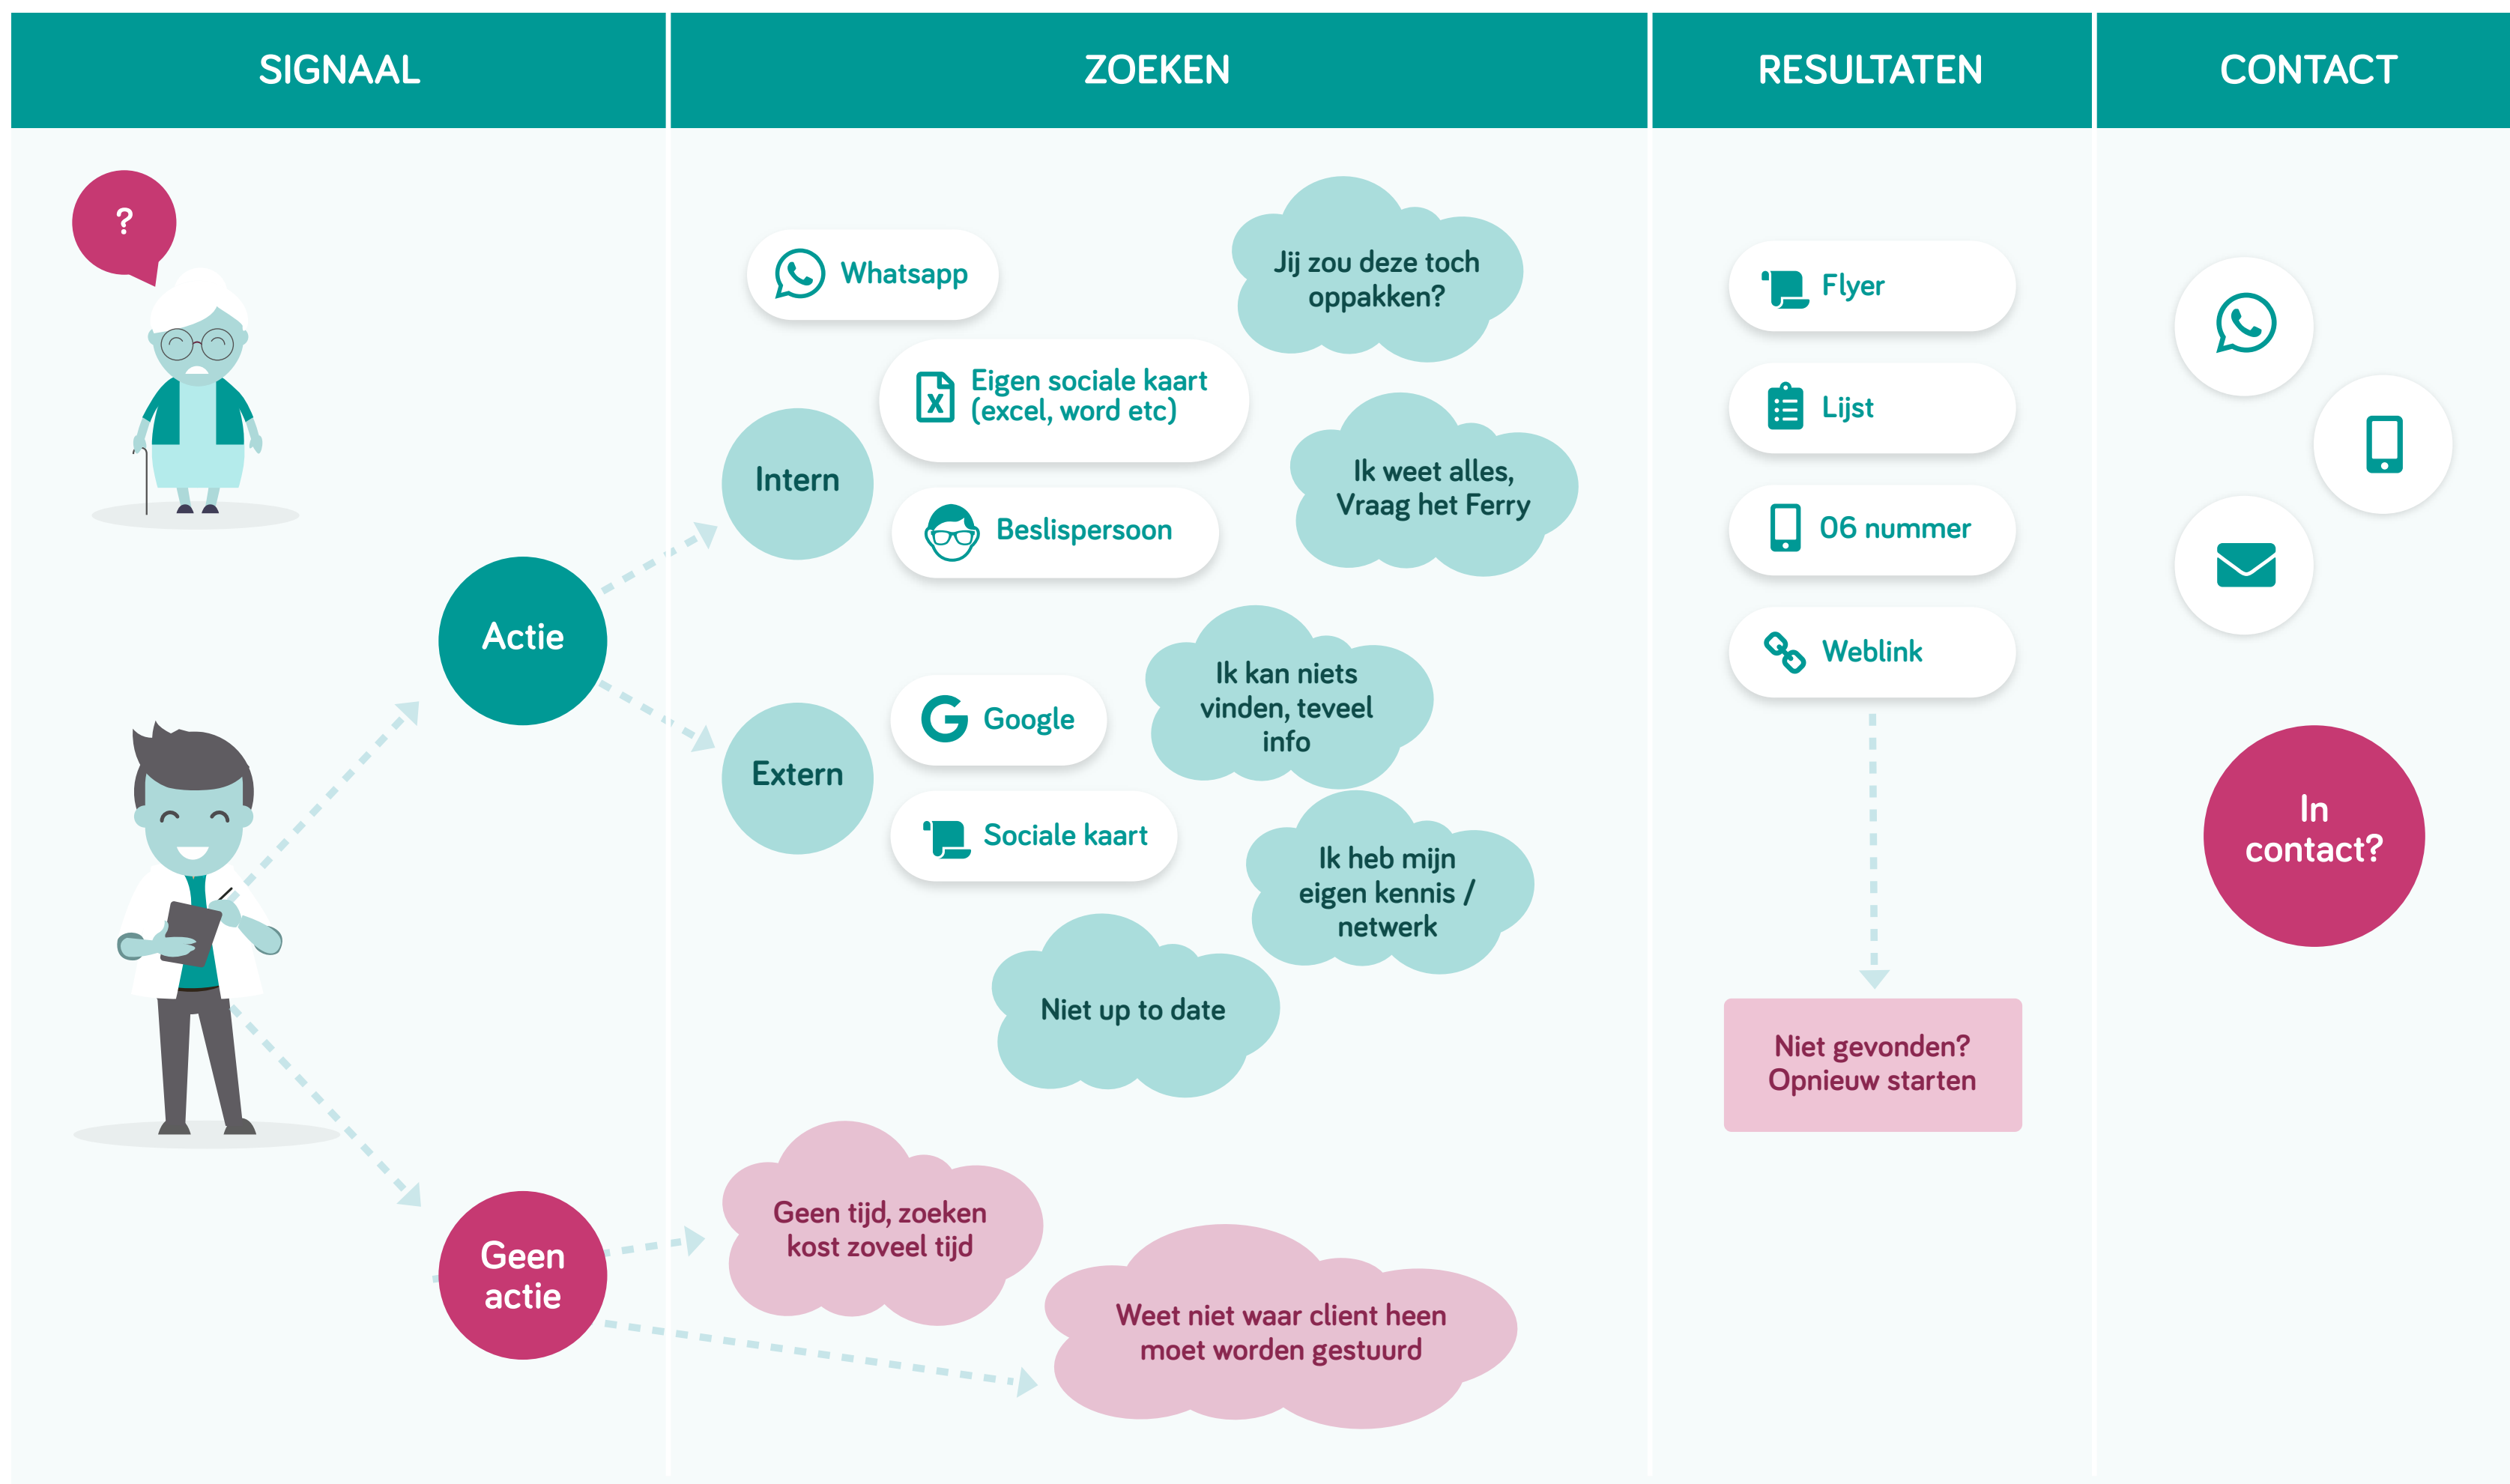 SIGNAAL
ZOEKEN
RESULTATEN
CONTACT
?
Actie
Geen
actie
Whatsapp
Eigen sociale kaart
(excel, word etc)
Intern
Beslispersoon
Jij zou deze toch
oppakken?
Ik weet alles,
Vraag het Ferry
Extern
Google
Sociale kaart
Ik kan niets
vinden, teveel
info
Ik heb mijn
eigen kennis /
netwerk
Niet up to date
Geen tijd, zoeken
kost zoveel tijd
Weet niet waar client heen
moet worden gestuurd
Flyer
Lijst
06 nummer
Weblink
Niet gevonden?
Opnieuw starten
In
contact?